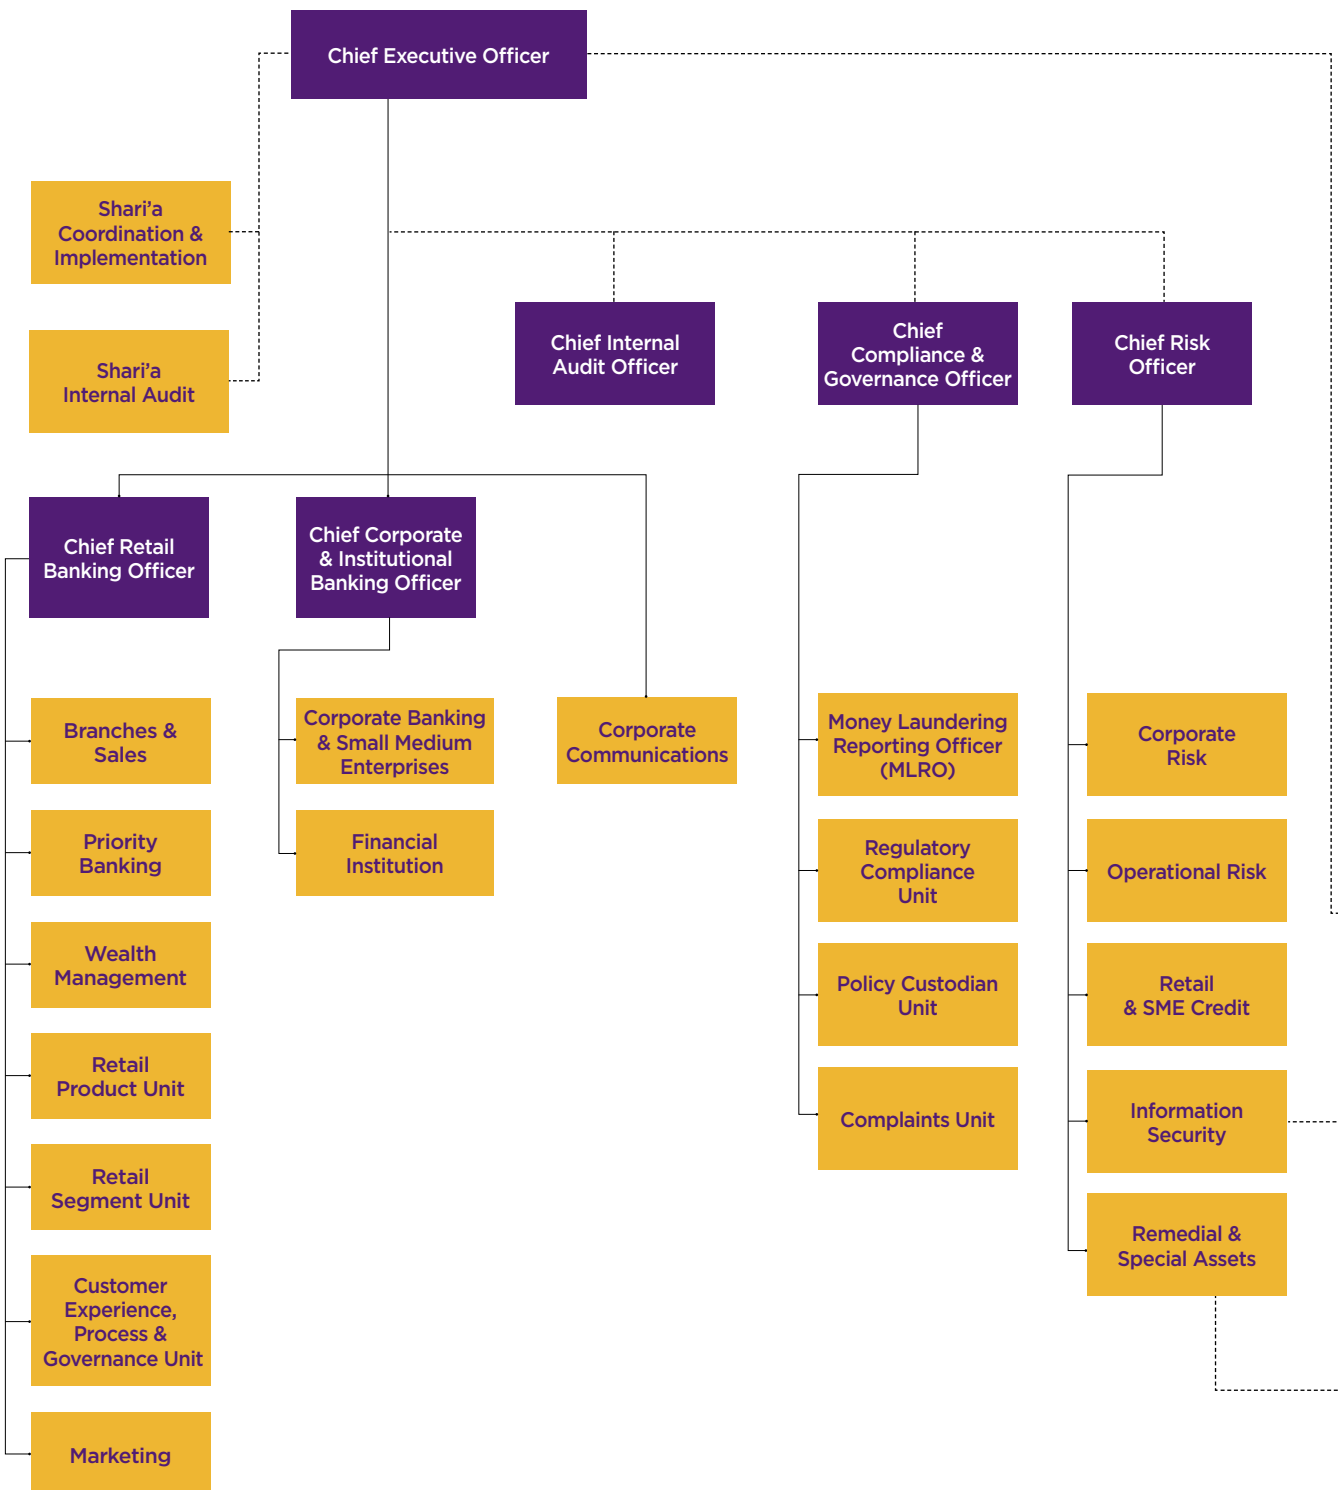 Chief Executive Officer
Shari’a
Coordination &
Implementation
Shari’a
Internal Audit
Chief Internal
Audit Officer
Chief
Compliance &
Governance Officer
Chief Risk
Officer
Chief Retail
Banking Officer
Chief Corporate
& Institutional
Banking Officer
Branches &
Sales
Priority
Banking
Wealth
Management
Retail
Product Unit
Retail
Segment Unit
Customer
Experience,
Process &
Governance Unit
Marketing
Corporate Banking
& Small Medium
Enterprises
Financial
Institution
Corporate
Communications
Money Laundering
Reporting Officer
(MLRO)
Regulatory
Compliance
Unit
Policy Custodian
Unit
Complaints Unit
Corporate
Risk
Operational Risk
Retail
& SME Credit
Information
Security
Remedial &
Special Assets